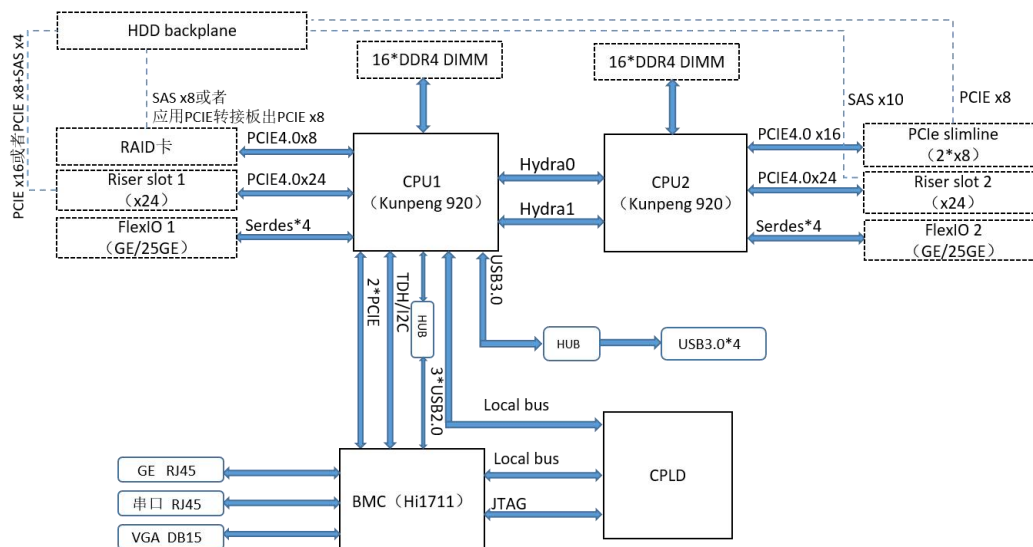 HDD backplane
16*DDR4 DIMM
16*DDR4 DIMM
PCIE x16或者PCIE x8+SAS x4
SAS x8或者
应用PCIE转接板出PCIE x8
SAS x10
PCIE x8
RAID卡
PCIE4.0x8
Riser slot 1
（x24）
PCIE4.0x24
FlexIO 1
（GE/25GE）
Serdes*4
CPU1
（Kunpeng 920）
Hydra0
Hydra1
CPU2
（Kunpeng 920）
PCIE4.0 x16
PCIe slimline
（2*x8）
PCIE4.0x24
Riser slot 2
（x24）
Serdes*4
FlexIO 2
（GE/25GE）
2*PCIE
TDH/I2C
HUB
3*USB2.0
USB3.0
HUB
USB3.0*4
Local bus
Local bus
JTAG
GE RJ45
串口 RJ45
VGA DB15
BMC（Hi1711）
CPLD